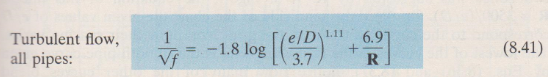 Turbulent flow,
all pipes:
1/√f = −1.8 log [((e/D)/3.7)^1.11 + 6.9/R] (8.41)